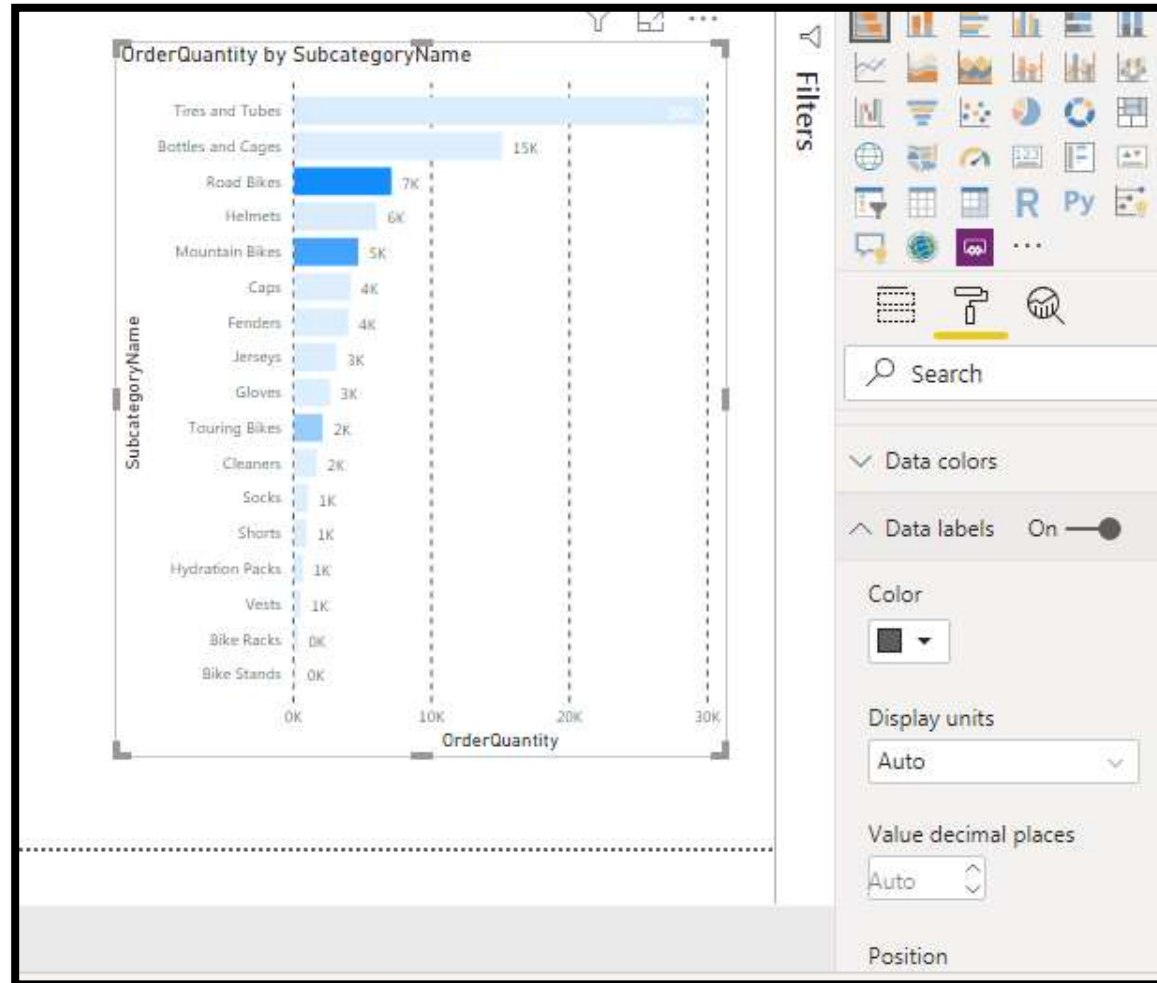 OrderQuantity by SubcategoryName
Tires and Tubes 30K
Bottles and Cages 15K
Road Bikes 7K
Helmets 6K
Mountain Bikes 5K
Caps 4K
Fenders 4K
Jerseys 3K
Gloves 3K
Touring Bikes 2K
Cleaners 2K
Socks 1K
Shorts 1K
Hydration Packs 1K
Vests 1K
Bike Racks 0K
Bike Stands 0K
SubcategoryName
0K 10K 20K 30K
OrderQuantity
Filters
123
R Py
Search
Data colors
Data labels On
Color
Display units
Auto
Value decimal places
Auto
Position